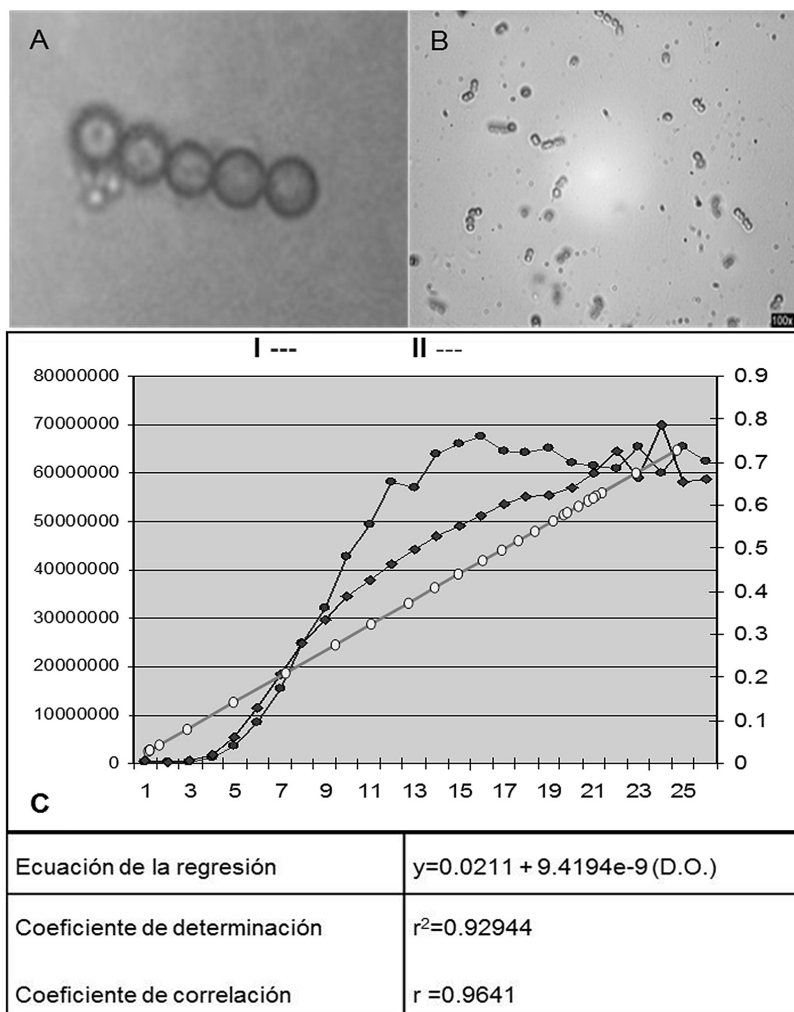 A
B
100x
I --- II ---
80000000 0.9
70000000 0.8
60000000 0.7
50000000 0.6
40000000 0.5
30000000 0.4
20000000 0.3
10000000 0.2
0 0.1
0
1 3 5 7 9 11 13 15 17 19 21 23 25
C
Ecuación de la regresión y=0.0211 + 9.4194e-9 (D.O.)
Coeficiente de determinación r²=0.92944
Coeficiente de correlación r =0.9641